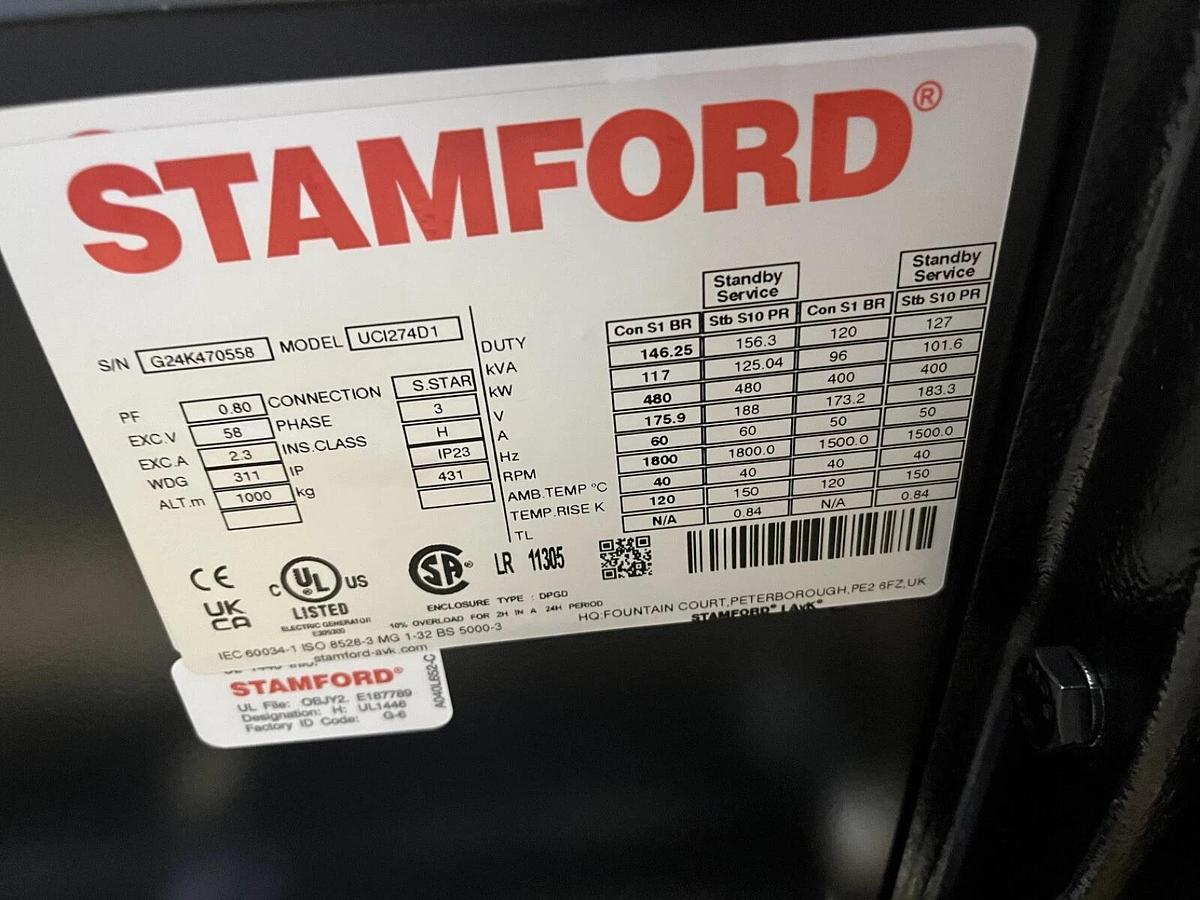 STAMFORD®
S/N G24K470558 MODEL UCI274D1
PF 0.80 CONNECTION S.STAR
EXC.V 58 PHASE 3
EXC.A 2.3 INS.CLASS H
WDG 311 IP IP23
ALT.m 1000 kg 431
Standby Service Standby Service
DUTY Con S1 BR Stb S10 PR Con S1 BR Stb S10 PR
kVA 146.25 156.3 120 127
kW 117 125.04 96 101.6
V 480 480 400 400
A 175.9 188 173.2 183.3
Hz 60 60 50 50
RPM 1800 1800.0 1500.0 1500.0
AMB.TEMP °C 40 40 40 40
TEMP.RISE K 120 150 120 150
TL N/A 0.84 N/A 0.84
CE
UK
CA
C UL US
LISTED
ELECTRIC GENERATOR
SA® LR 11305
ENCLOSURE TYPE : DPGD
10% OVERLOAD FOR 2H IN A 24H PERIOD
IEC 60034-1 ISO 8528-3 MG 1-32 BS 5000-3
stamford-avk.com
HQ:FOUNTAIN COURT,PETERBOROUGH,PE2 6FZ,UK
STAMFORD® | AvK®
STAMFORD®
UL File: OBJY2. E187789
Designation: H: UL1446
Factory ID Code: G-6
A040L652-C